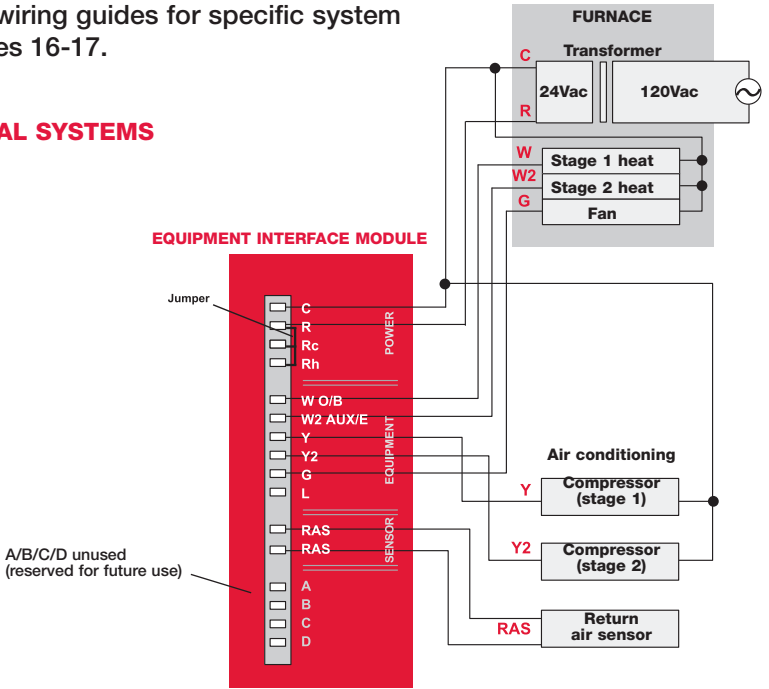 wiring guides for specific system
es 16-17.
AL SYSTEMS
FURNACE
Transformer
C
24Vac
120Vac
R
W
Stage 1 heat
W2
Stage 2 heat
G
Fan
EQUIPMENT INTERFACE MODULE
Jumper
C
R
Rc
Rh
POWER
W O/B
W2 AUX/E
Y
Y2
G
L
EQUIPMENT
RAS
RAS
SENSOR
A
B
C
D
A/B/C/D unused
(reserved for future use)
Air conditioning
Y
Compressor
(stage 1)
Y2
Compressor
(stage 2)
RAS
Return
air sensor